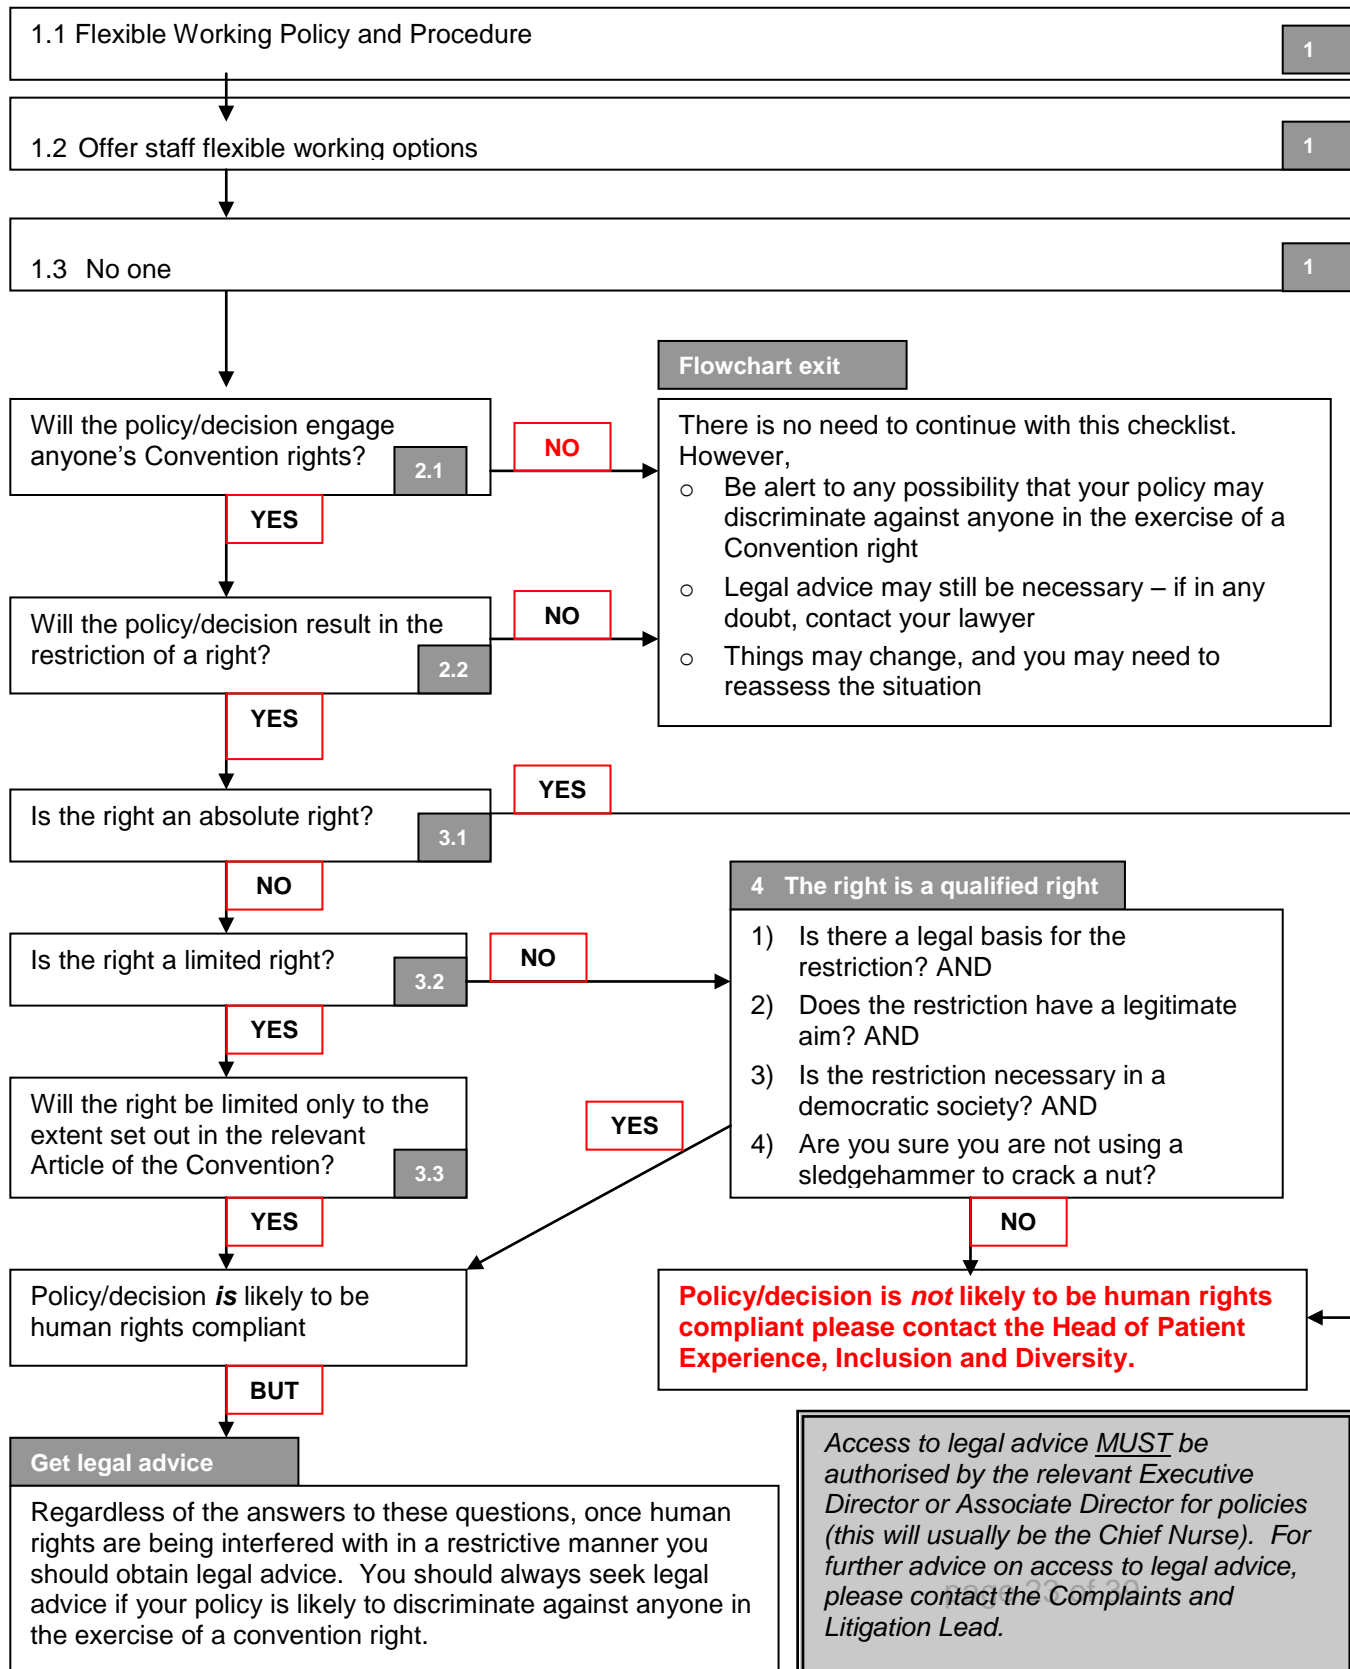 1.1 Flexible Working Policy and Procedure
1
1.2 Offer staff flexible working options
1
1.3 No one
1
Flowchart exit
Will the policy/decision engage
anyone's Convention rights?
2.1
NO
There is no need to continue with this checklist.
However,
o Be alert to any possibility that your policy may
discriminate against anyone in the exercise of a
Convention right
o Legal advice may still be necessary – if in any
doubt, contact your lawyer
o Things may change, and you may need to
reassess the situation
YES
Will the policy/decision result in the
restriction of a right?
2.2
NO
YES
Is the right an absolute right?
3.1
YES
NO
Is the right a limited right?
3.2
NO
4 The right is a qualified right
1) Is there a legal basis for the
restriction? AND
2) Does the restriction have a legitimate
aim? AND
3) Is the restriction necessary in a
democratic society? AND
4) Are you sure you are not using a
sledgehammer to crack a nut?
YES
Will the right be limited only to the
extent set out in the relevant
Article of the Convention?
3.3
YES
YES
NO
Policy/decision is likely to be
human rights compliant
Policy/decision is not likely to be human rights
compliant please contact the Head of Patient
Experience, Inclusion and Diversity.
BUT
Get legal advice
Regardless of the answers to these questions, once human
rights are being interfered with in a restrictive manner you
should obtain legal advice. You should always seek legal
advice if your policy is likely to discriminate against anyone in
the exercise of a convention right.
Access to legal advice MUST be
authorised by the relevant Executive
Director or Associate Director for policies
(this will usually be the Chief Nurse). For
further advice on access to legal advice,
please contact the Complaints and
Litigation Lead.
page 23 of 39